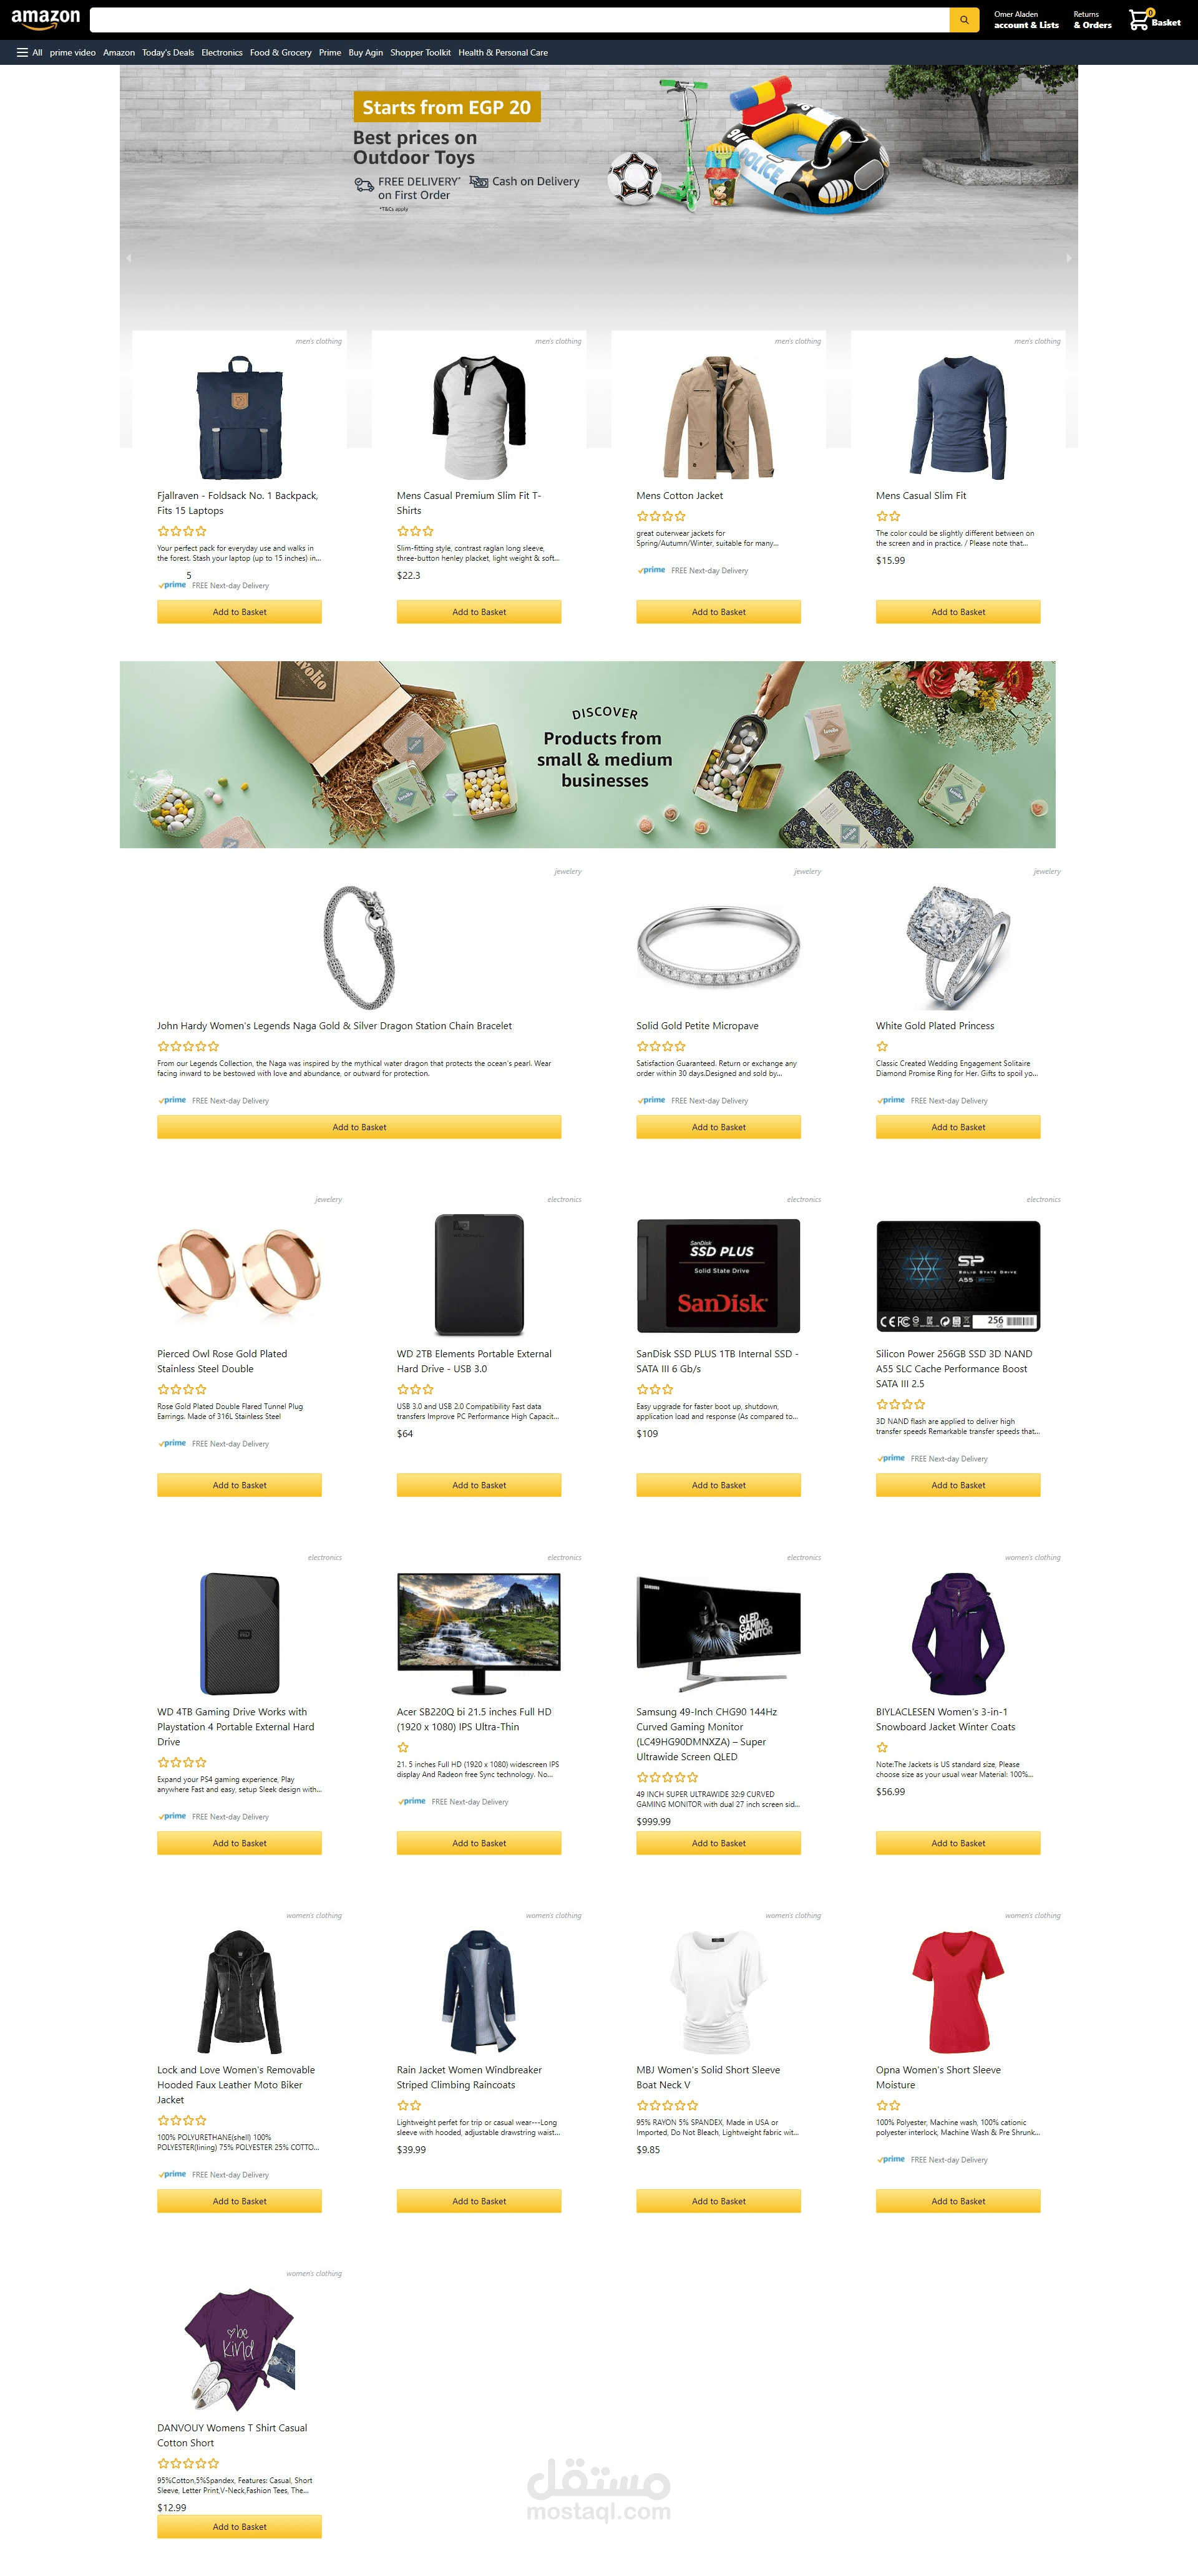 amazon
Omer Aladen
account & Lists
Returns
& Orders
0
Basket
All prime video Amazon Today's Deals Electronics Food & Grocery Prime Buy Agin Shopper Toolkit Health & Personal Care
Starts from EGP 20
Best prices on
Outdoor Toys
FREE DELIVERY*
on First Order
Cash on Delivery
*T&Cs apply
POLICE
911
men's clothing
men's clothing
men's clothing
men's clothing
Fjallraven - Foldsack No. 1 Backpack,
Fits 15 Laptops
Your perfect pack for everyday use and walks in
the forest. Stash your laptop (up to 15 inches) in...
5
prime FREE Next-day Delivery
Add to Basket
Mens Casual Premium Slim Fit T-
Shirts
Slim-fitting style, contrast raglan long sleeve,
three-button henley placket, light weight & soft...
$22.3
Add to Basket
Mens Cotton Jacket
great outerwear jackets for
Spring/Autumn/Winter, suitable for many...
prime FREE Next-day Delivery
Add to Basket
Mens Casual Slim Fit
The color could be slightly different between on
the screen and in practice. / Please note that...
$15.99
Add to Basket
DISCOVER
Products from
small & medium
businesses
jewelery
jewelery
jewelery
John Hardy Women's Legends Naga Gold & Silver Dragon Station Chain Bracelet
From our Legends Collection, the Naga was inspired by the mythical water dragon that protects the ocean's pearl. Wear
facing inward to be bestowed with love and abundance, or outward for protection.
prime FREE Next-day Delivery
Add to Basket
Solid Gold Petite Micropave
Satisfaction Guaranteed. Return or exchange any
order within 30 days.Designed and sold by...
prime FREE Next-day Delivery
Add to Basket
White Gold Plated Princess
Classic Created Wedding Engagement Solitaire
Diamond Promise Ring for Her. Gifts to spoil yo...
prime FREE Next-day Delivery
Add to Basket
jewelery
electronics
electronics
electronics
SanDisk
SSD PLUS
Solid State Drive
SanDisk
SP
SOLID STATE DRIVE
A55
256
Pierced Owl Rose Gold Plated
Stainless Steel Double
Rose Gold Plated Double Flared Tunnel Plug
Earrings. Made of 316L Stainless Steel
prime FREE Next-day Delivery
Add to Basket
WD 2TB Elements Portable External
Hard Drive - USB 3.0
USB 3.0 and USB 2.0 Compatibility Fast data
transfers Improve PC Performance High Capacit...
$64
Add to Basket
SanDisk SSD PLUS 1TB Internal SSD -
SATA III 6 Gb/s
Easy upgrade for faster boot up, shutdown,
application load and response (As compared to...
$109
Add to Basket
Silicon Power 256GB SSD 3D NAND
A55 SLC Cache Performance Boost
SATA III 2.5
3D NAND flash are applied to deliver high
transfer speeds Remarkable transfer speeds that...
prime FREE Next-day Delivery
Add to Basket
electronics
electronics
electronics
women's clothing
SAMSUNG
QLED
GAMING
MONITOR
WD 4TB Gaming Drive Works with
Playstation 4 Portable External Hard
Drive
Expand your PS4 gaming experience, Play
anywhere Fast and easy, setup Sleek design with...
prime FREE Next-day Delivery
Add to Basket
Acer SB220Q bi 21.5 inches Full HD
(1920 x 1080) IPS Ultra-Thin
21. 5 inches Full HD (1920 x 1080) widescreen IPS
display And Radeon free Sync technology. No...
prime FREE Next-day Delivery
Add to Basket
Samsung 49-Inch CHG90 144Hz
Curved Gaming Monitor
(LC49HG90DMNXZA) – Super
Ultrawide Screen QLED
49 INCH SUPER ULTRAWIDE 32:9 CURVED
GAMING MONITOR with dual 27 inch screen sid...
$999.99
Add to Basket
BIYLACLESEN Women's 3-in-1
Snowboard Jacket Winter Coats
Note:The Jackets is US standard size, Please
choose size as your usual wear Material: 100%...
$56.99
Add to Basket
women's clothing
women's clothing
women's clothing
women's clothing
Lock and Love Women's Removable
Hooded Faux Leather Moto Biker
Jacket
100% POLYURETHANE(shell) 100%
POLYESTER(lining) 75% POLYESTER 25% COTTO...
prime FREE Next-day Delivery
Add to Basket
Rain Jacket Women Windbreaker
Striped Climbing Raincoats
Lightweight perfet for trip or casual wear---Long
sleeve with hooded, adjustable drawstring waist...
$39.99
Add to Basket
MBJ Women's Solid Short Sleeve
Boat Neck V
95% RAYON 5% SPANDEX, Made in USA or
Imported, Do Not Bleach, Lightweight fabric wit...
$9.85
Add to Basket
Opna Women's Short Sleeve
Moisture
100% Polyester, Machine wash, 100% cationic
polyester interlock, Machine Wash & Pre Shrunk...
prime FREE Next-day Delivery
Add to Basket
women's clothing
be
kind
DANVOUY Womens T Shirt Casual
Cotton Short
95%Cotton,5%Spandex, Features: Casual, Short
Sleeve, Letter Print,V-Neck,Fashion Tees, The...
$12.99
Add to Basket
مستقل
mostaql.com